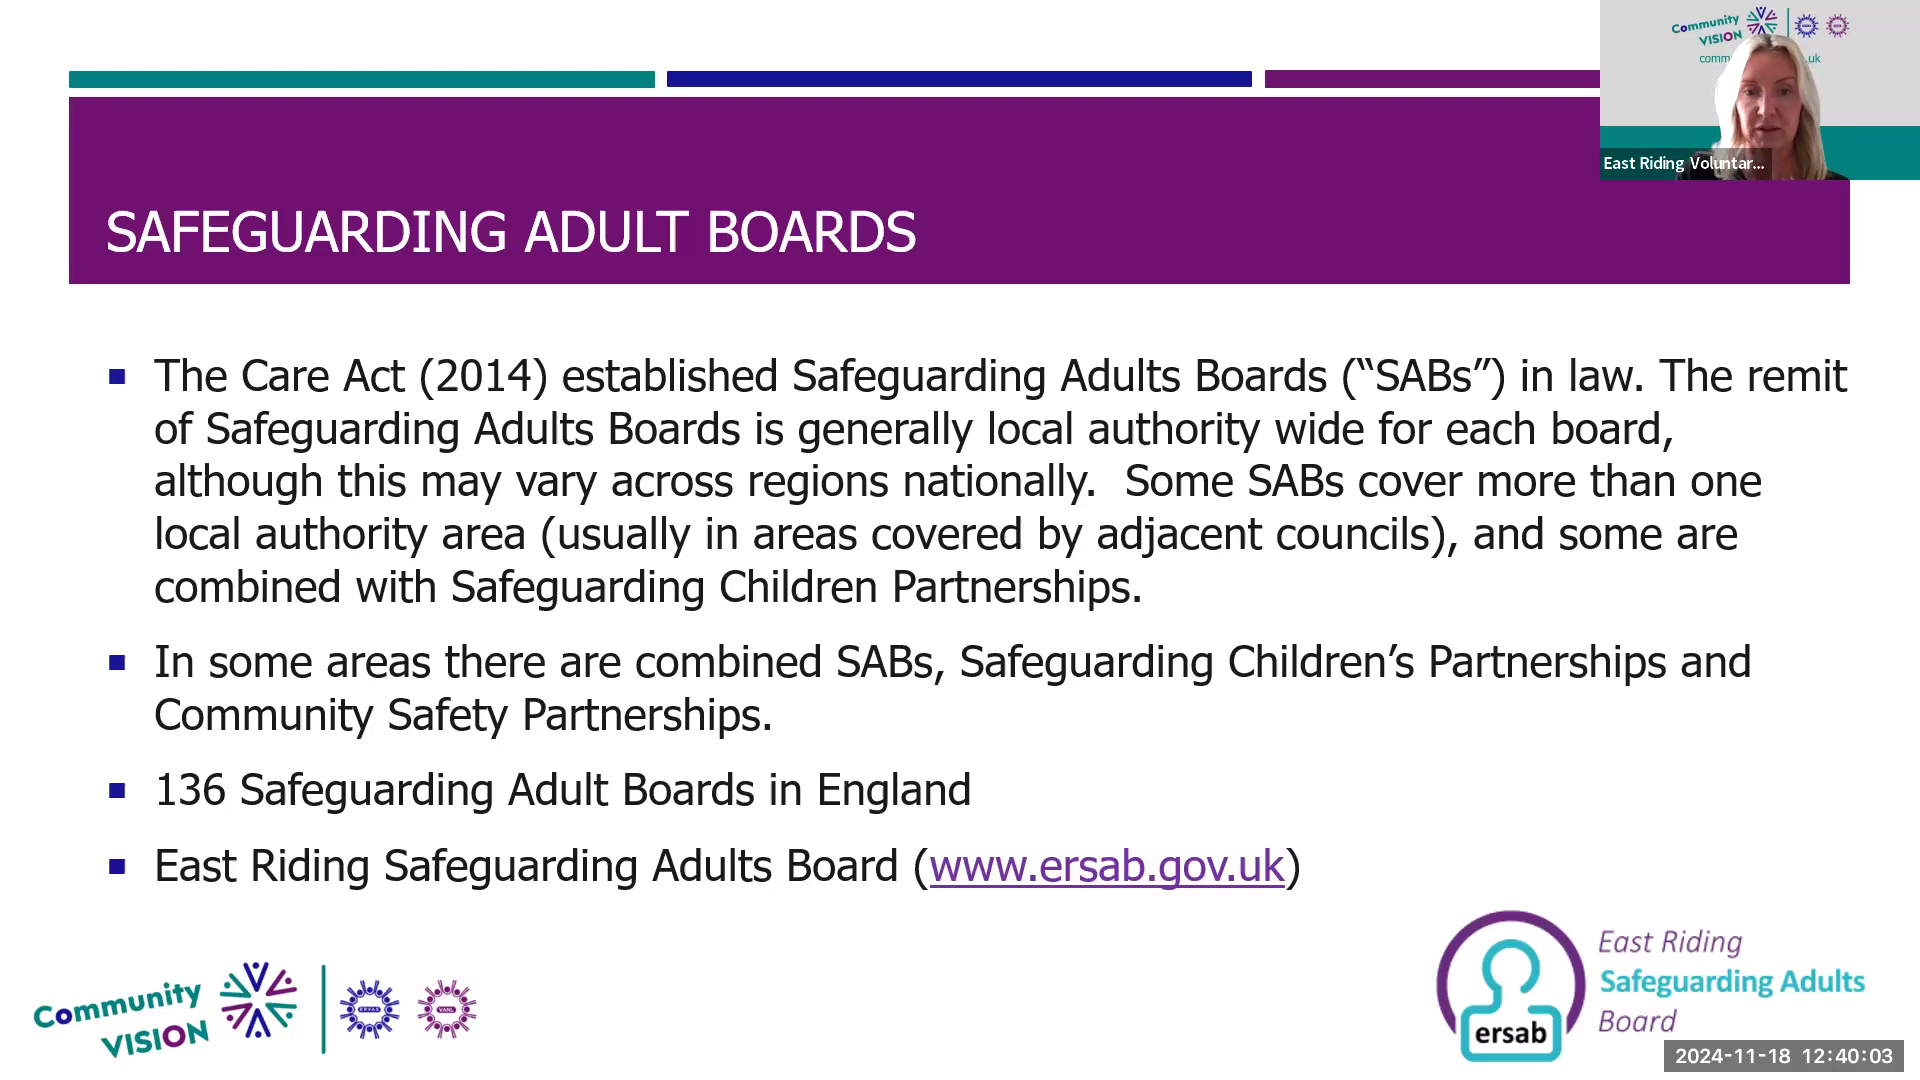 Community
VISION
comm
.uk
East Riding Voluntar...
SAFEGUARDING ADULT BOARDS
The Care Act (2014) established Safeguarding Adults Boards (“SABs”) in law. The remit
of Safeguarding Adults Boards is generally local authority wide for each board,
although this may vary across regions nationally.  Some SABs cover more than one
local authority area (usually in areas covered by adjacent councils), and some are
combined with Safeguarding Children Partnerships.
In some areas there are combined SABs, Safeguarding Children’s Partnerships and
Community Safety Partnerships.
136 Safeguarding Adult Boards in England
East Riding Safeguarding Adults Board (www.ersab.gov.uk)
Community
VISION
ERVAS
VANL
ersab
East Riding
Safeguarding Adults
Board
2024-11-18 12:40:03